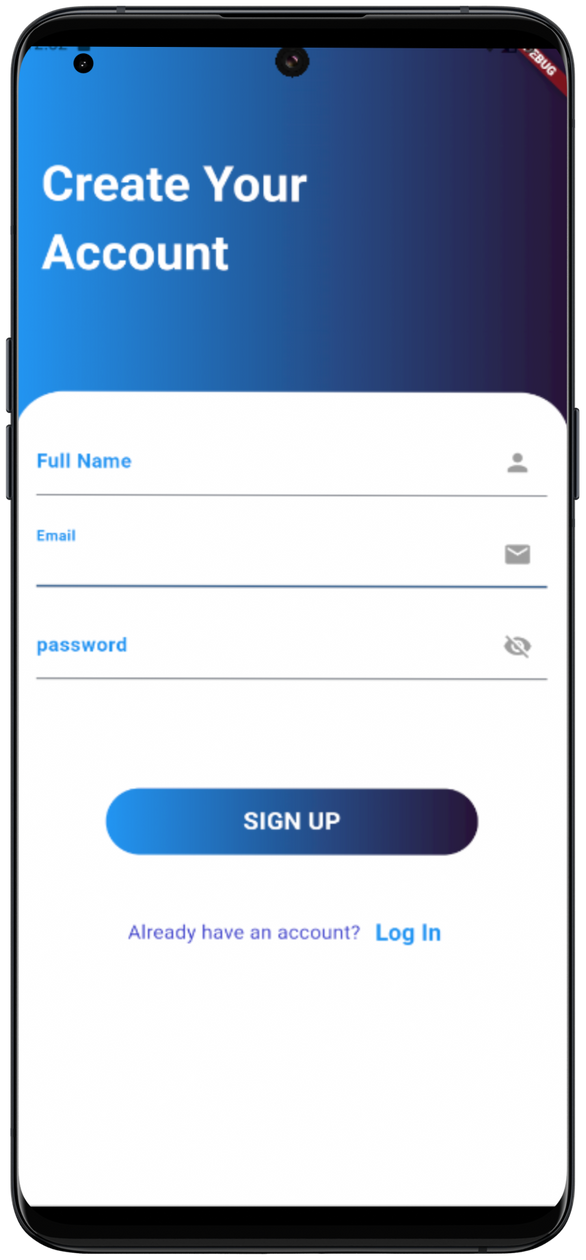 Create Your
Account
Full Name
Email
password
SIGN UP
Already have an account? Log In